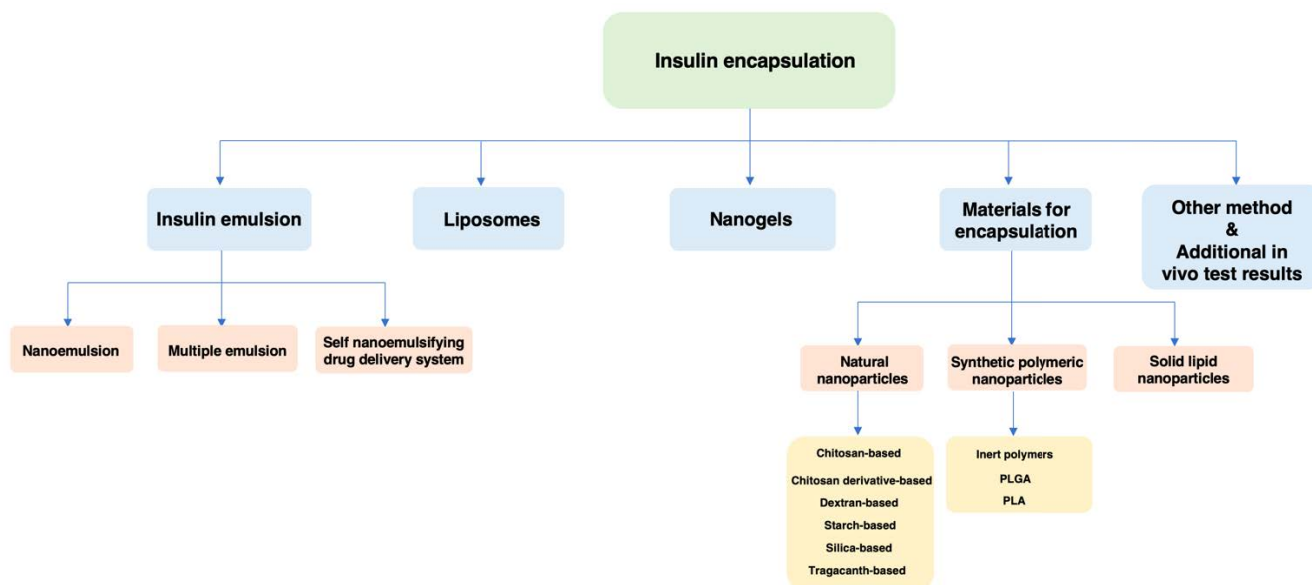 Insulin encapsulation
Insulin emulsion
Liposomes
Nanogels
Materials for
encapsulation
Other method
&
Additional in
vivo test results
Nanoemulsion
Multiple emulsion
Self nanoemulsifying
drug delivery system
Natural
nanoparticles
Synthetic polymeric
nanoparticles
Solid lipid
nanoparticles
Chitosan-based
Chitosan derivative-based
Dextran-based
Starch-based
Silica-based
Tragacanth-based
Inert polymers
PLGA
PLA